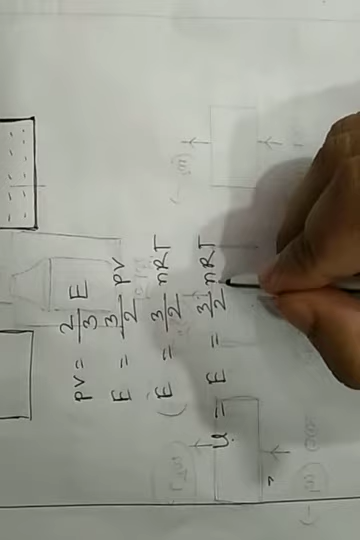 PV = 2/3 E
E = 3/2 PV
( E = 3/2 nRT
U = E = 3/2 nRT